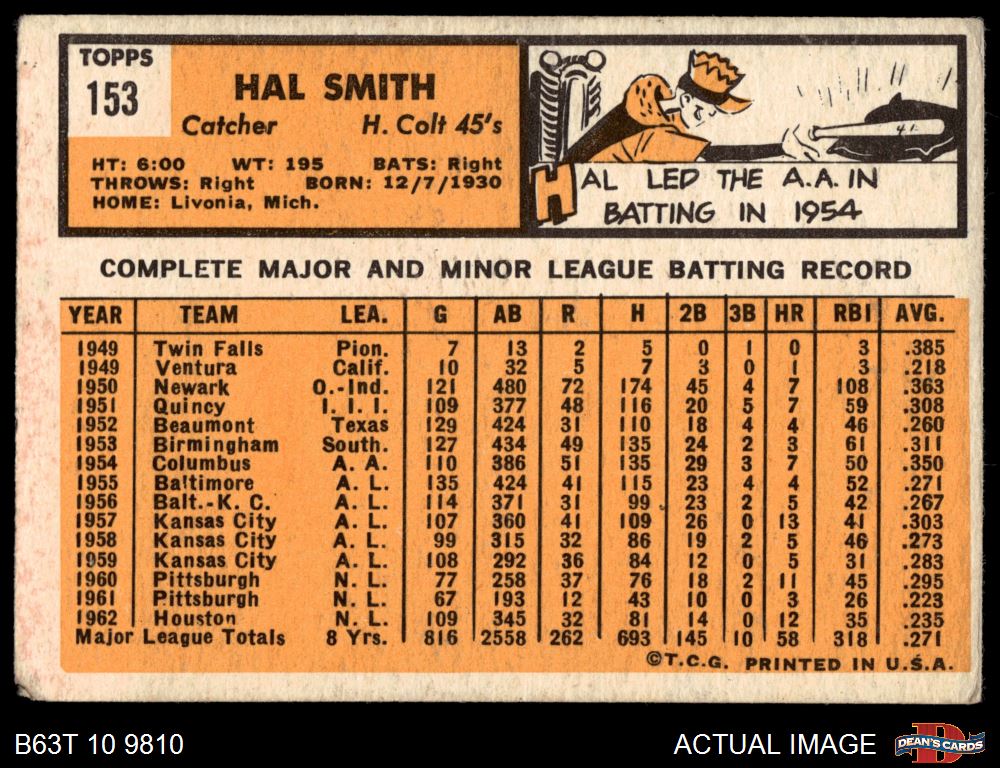 TOPPS
153
HAL SMITH
Catcher H. Colt 45's
HT: 6:00 WT: 195 BATS: Right
THROWS: Right BORN: 12/7/1930
HOME: Livonia, Mich.
41
HAL LED THE A.A. IN
BATTING IN 1954
COMPLETE MAJOR AND MINOR LEAGUE BATTING RECORD
YEAR TEAM LEA. G AB R H 2B 3B HR RBI AVG.
1949 Twin Falls Pion. 7 13 2 5 0 1 0 3 .385
1949 Ventura Calif. 10 32 5 7 3 0 1 3 .218
1950 Newark O.-Ind. 121 480 72 174 45 4 7 108 .363
1951 Quincy I. I. I. 109 377 48 116 20 5 7 59 .308
1952 Beaumont Texas 129 424 31 110 18 4 4 46 .260
1953 Birmingham South. 127 434 49 135 24 2 3 61 .311
1954 Columbus A. A. 110 386 51 135 29 3 7 50 .350
1955 Baltimore A. L. 135 424 41 115 23 4 4 52 .271
1956 Balt.-K. C. A. L. 114 371 31 99 23 2 5 42 .267
1957 Kansas City A. L. 107 360 41 109 26 0 13 41 .303
1958 Kansas City A. L. 99 315 32 86 19 2 5 46 .273
1959 Kansas City A. L. 108 292 36 84 12 0 5 31 .283
1960 Pittsburgh N. L. 77 258 37 76 18 2 11 45 .295
1961 Pittsburgh N. L. 67 193 12 43 10 0 3 26 .223
1962 Houston N. L. 109 345 32 81 14 0 12 35 .235
Major League Totals 8 Yrs. 816 2558 262 693 145 10 58 318 .271
©T.C.G. PRINTED IN U.S.A.
B63T 10 9810 ACTUAL IMAGE
D
DEAN'S CARDS